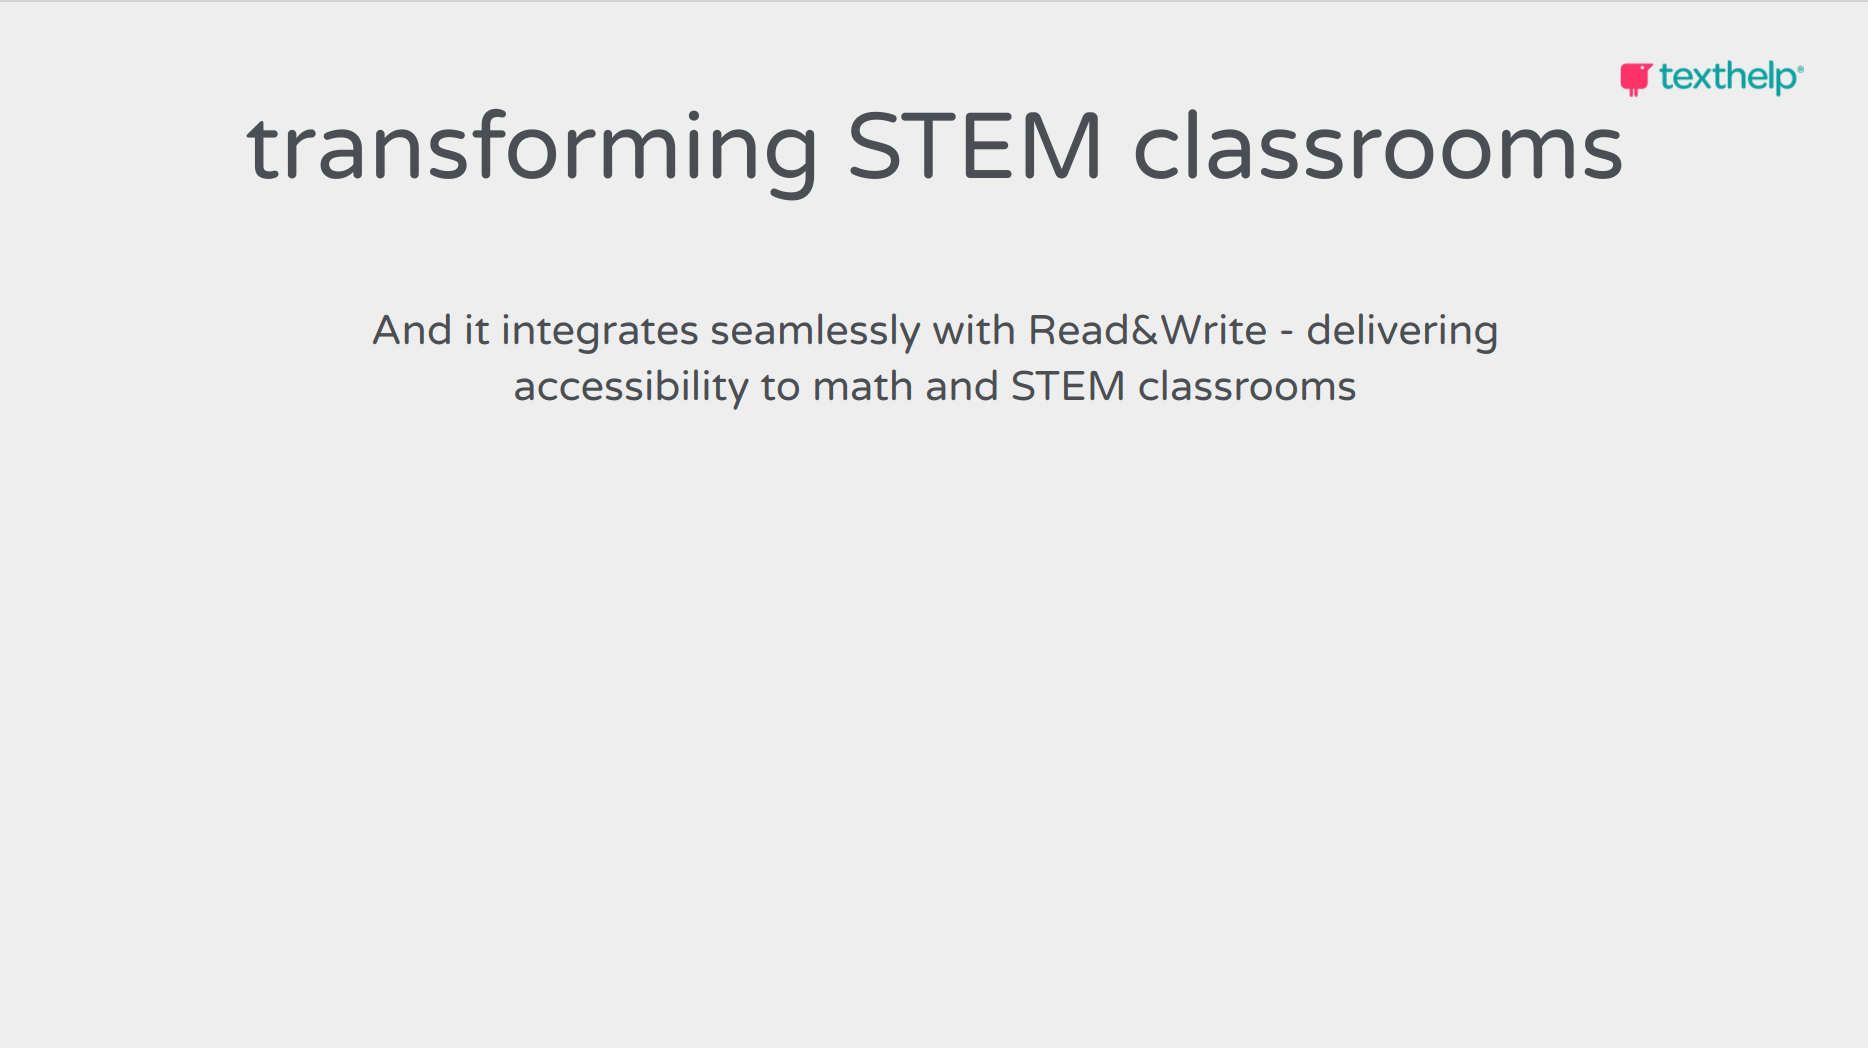 texthelp®
transforming STEM classrooms
And it integrates seamlessly with Read&Write - delivering
accessibility to math and STEM classrooms